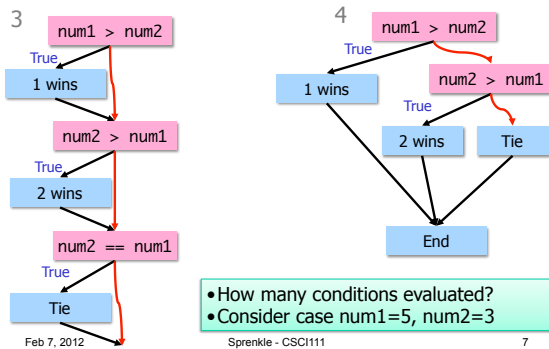 3
num1 > num2
True
1 wins
num2 > num1
True
2 wins
num2 == num1
True
Tie
4
num1 > num2
True
1 wins
num2 > num1
True
2 wins
Tie
End
•How many conditions evaluated?
•Consider case num1=5, num2=3
Feb 7, 2012
Sprenkle - CSCI111
7